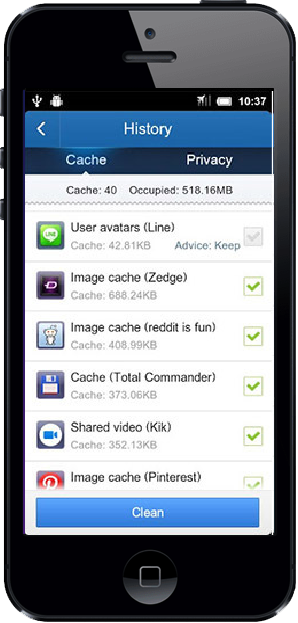 10:37
History
Cache Privacy
Cache: 40 Occupied: 518.16MB
User avatars (Line)
LINE
Cache: 42.81KB Advice: Keep
Image cache (Zedge)
Cache: 688.24KB
Image cache (reddit is fun)
Cache: 408.99KB
Cache (Total Commander)
Cache: 373.06KB
Shared video (Kik)
Cache: 352.13KB
Image cache (Pinterest)
Clean